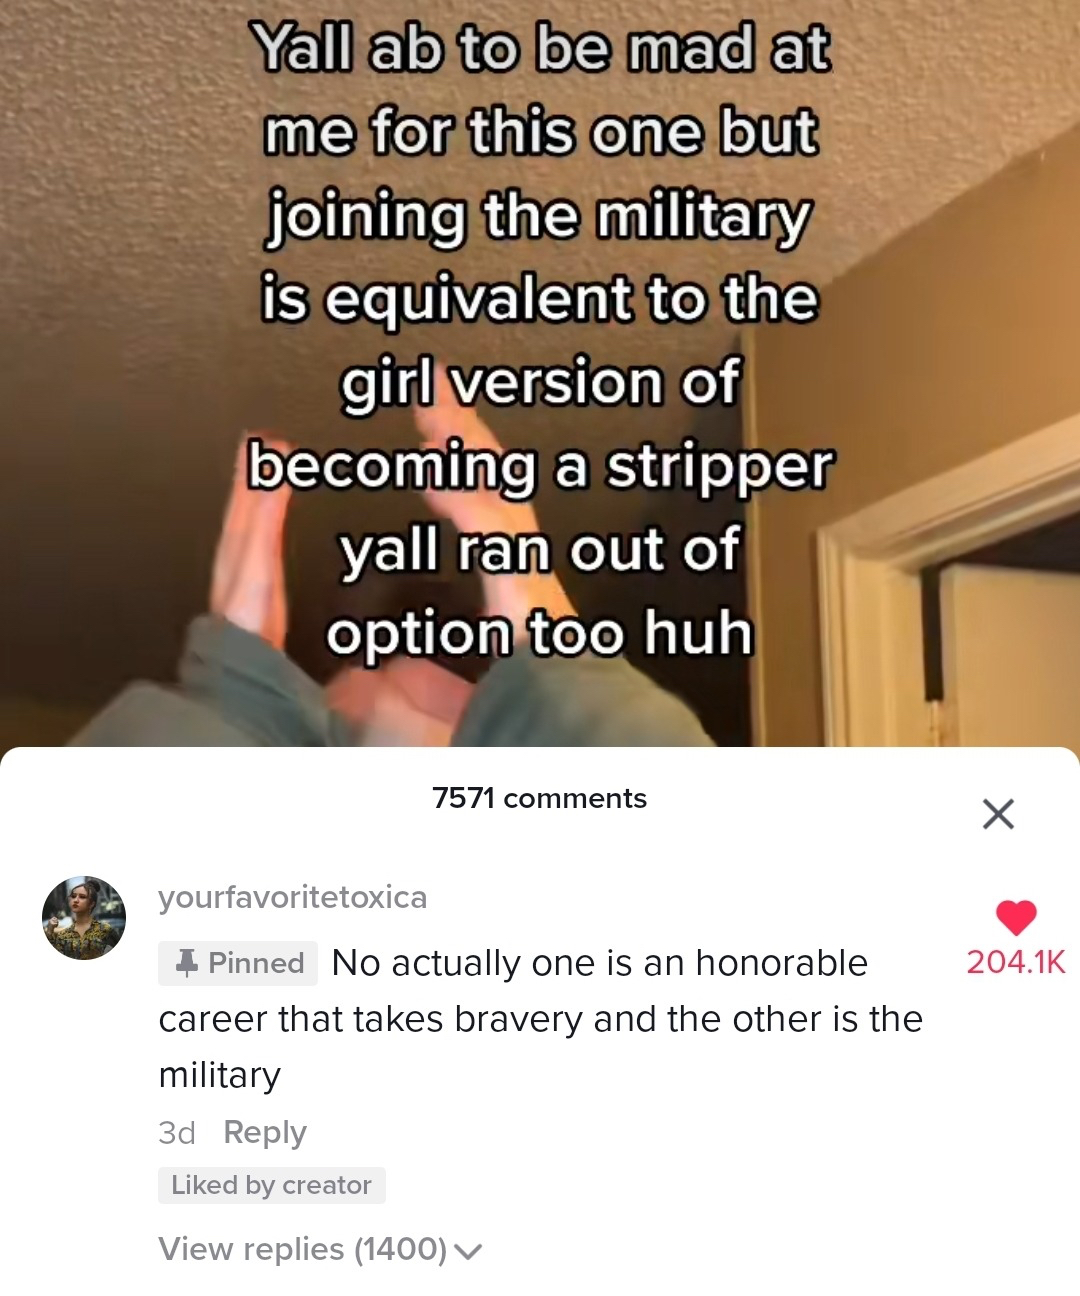 Yall ab to be mad at
me for this one but
joining the military
is equivalent to the
girl version of
becoming a stripper
yall ran out of
option too huh
7571 comments
yourfavoritetoxica
Pinned No actually one is an honorable
career that takes bravery and the other is the
military
204.1K
3d Reply
Liked by creator
View replies (1400)